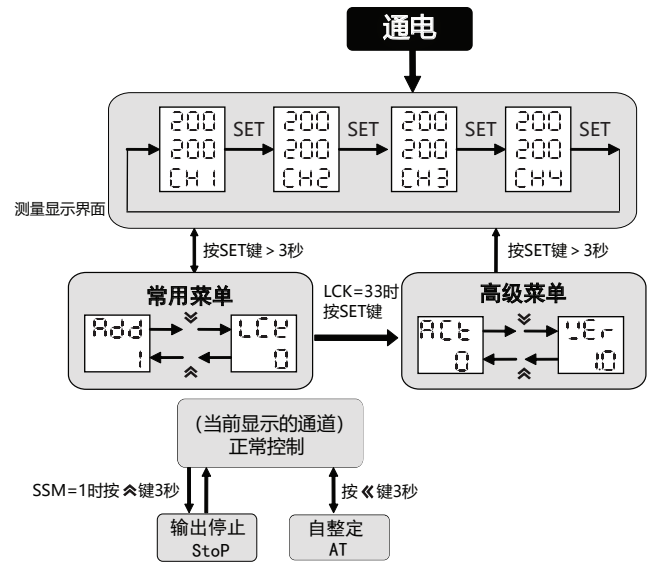 通电
200 SET 200 SET 200 SET 200 SET
200 200 200 200
CH1 CH2 CH3 CH4
测量显示界面
按SET键>3秒
按SET键>3秒
常用菜单
Add LCK
1 0
LCK=33时
按SET键
高级菜单
ACt VEr
0 1.0
(当前显示的通道)
正常控制
SSM=1时按键3秒
按键3秒
输出停止
StoP
自整定
AT